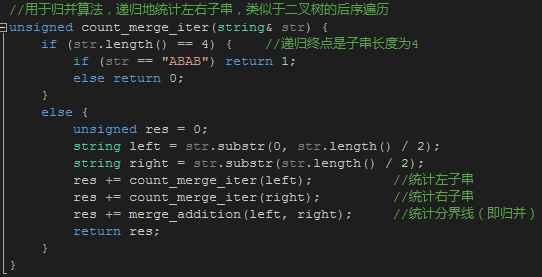 //用于归并算法，递归地统计左右子串，类似于二叉树的后序遍历
unsigned count_merge_iter(string& str) {
    if (str.length() == 4) {    //递归终点是子串长度为4
        if (str == "ABAB") return 1;
        else return 0;
    }
    else {
        unsigned res = 0;
        string left = str.substr(0, str.length() / 2);
        string right = str.substr(str.length() / 2);
        res += count_merge_iter(left);          //统计左子串
        res += count_merge_iter(right);         //统计右子串
        res += merge_addition(left, right);     //统计分界线（即归并）
        return res;
    }
}